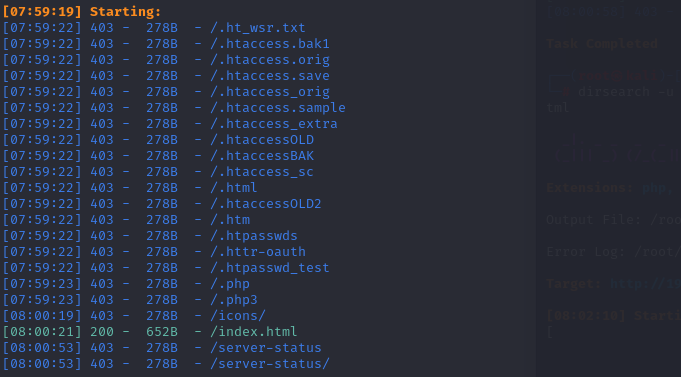 [07:59:19] Starting:
[07:59:22] 403 -  278B  - /.ht_wsr.txt
[07:59:22] 403 -  278B  - /.htaccess.bak1
[07:59:22] 403 -  278B  - /.htaccess.orig
[07:59:22] 403 -  278B  - /.htaccess.save
[07:59:22] 403 -  278B  - /.htaccess_orig
[07:59:22] 403 -  278B  - /.htaccess.sample
[07:59:22] 403 -  278B  - /.htaccess_extra
[07:59:22] 403 -  278B  - /.htaccessOLD
[07:59:22] 403 -  278B  - /.htaccessBAK
[07:59:22] 403 -  278B  - /.htaccess_sc
[07:59:22] 403 -  278B  - /.html
[07:59:22] 403 -  278B  - /.htaccessOLD2
[07:59:22] 403 -  278B  - /.htm
[07:59:22] 403 -  278B  - /.htpasswds
[07:59:22] 403 -  278B  - /.httr-oauth
[07:59:22] 403 -  278B  - /.htpasswd_test
[07:59:23] 403 -  278B  - /.php
[07:59:23] 403 -  278B  - /.php3
[08:00:19] 403 -  278B  - /icons/
[08:00:21] 200 -  652B  - /index.html
[08:00:53] 403 -  278B  - /server-status
[08:00:53] 403 -  278B  - /server-status/
Task Completed
dirsearch -u
tml
Extensions: php,
Output File: /roo
Error Log: /root/
Target: